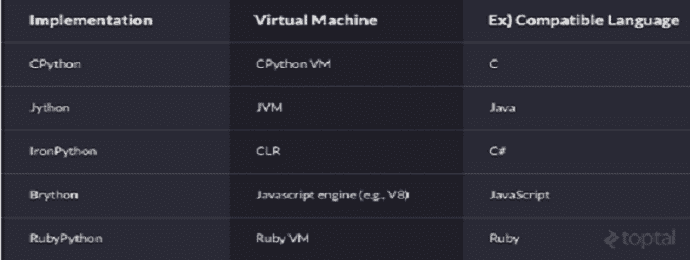 Implementation Virtual Machine Ex) Compatible Language
CPython CPython VM C
Jython JVM Java
IronPython CLR C#
Brython Javascript engine (e.g., V8) JavaScript
RubyPython Ruby VM Ruby
toptal